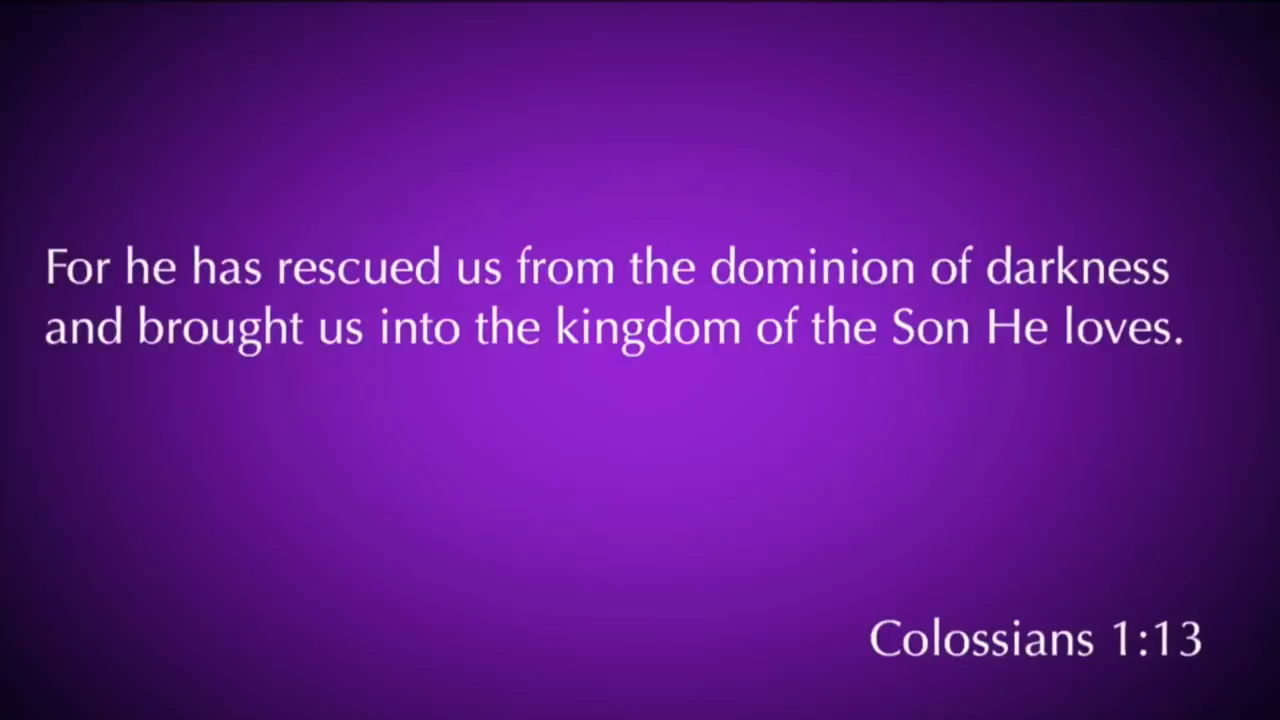 For he has rescued us from the dominion of darkness
and brought us into the kingdom of the Son He loves.
Colossians 1:13